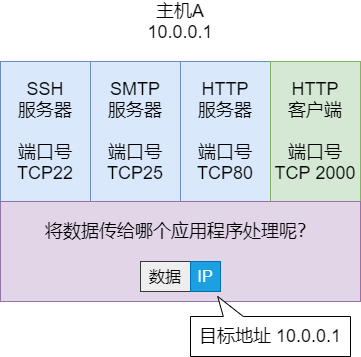 主机A
10.0.0.1
SSH
服务器
端口号
TCP22
SMTP
服务器
端口号
TCP25
HTTP
服务器
端口号
TCP80
HTTP
客户端
端口号
TCP 2000
将数据传给哪个应用程序处理呢？
数据 IP
目标地址 10.0.0.1